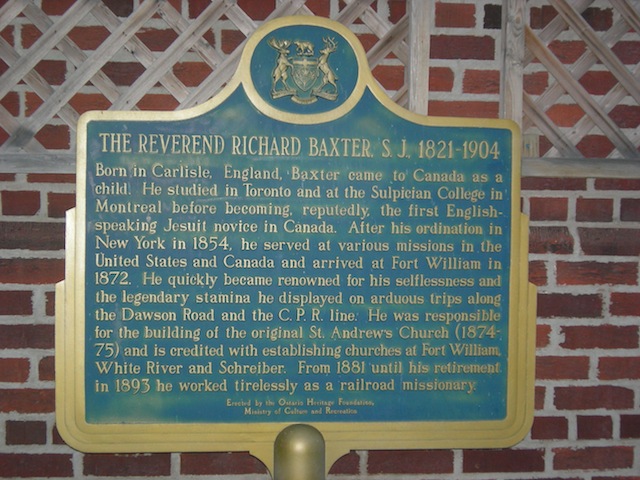 THE REVEREND RICHARD BAXTER, S.J., 1821-1904
Born in Carlisle, England, Baxter came to Canada as a
child. He studied in Toronto and at the Sulpician College in
Montreal before becoming, reputedly, the first English-
speaking Jesuit novice in Canada. After his ordination in
New York in 1854, he served at various missions in the
United States and Canada and arrived at Fort William in
1872. He quickly became renowned for his selflessness and
the legendary stamina he displayed on arduous trips along
the Dawson Road and the C.P.R. line. He was responsible
for the building of the original St. Andrew's Church (1874-
75) and is credited with establishing churches at Fort William,
White River and Schreiber. From 1881 until his retirement
in 1893 he worked tirelessly as a railroad missionary.
Erected by the Ontario Heritage Foundation,
Ministry of Culture and Recreation